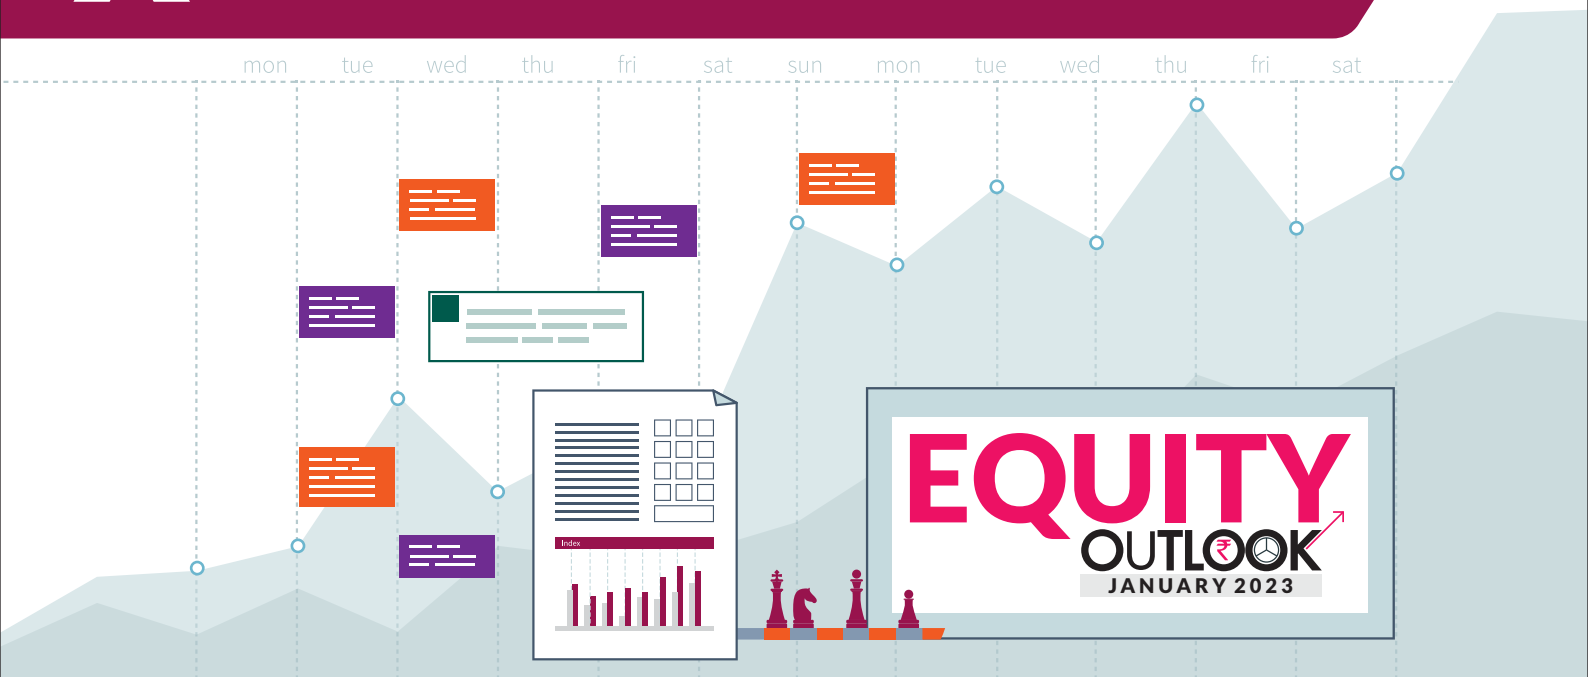 mon tue wed thu fri sat sun mon tue wed thu fri sat
Index
EQUITY
OUTLOOK
JANUARY 2023